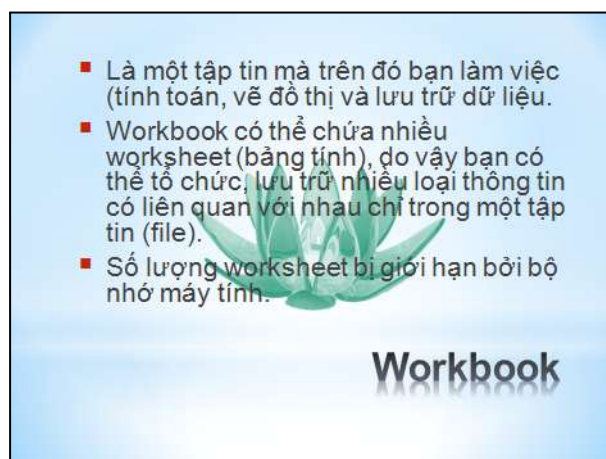 Là một tập tin mà trên đó bạn làm việc
(tính toán, vẽ đồ thị và lưu trữ dữ liệu.
Workbook có thể chứa nhiều
worksheet (bảng tính), do vậy bạn có
thể tổ chức, lưu trữ nhiều loại thông tin
có liên quan với nhau chỉ trong một tập
tin (file).
Số lượng worksheet bị giới hạn bởi bộ
nhớ máy tính.
Workbook